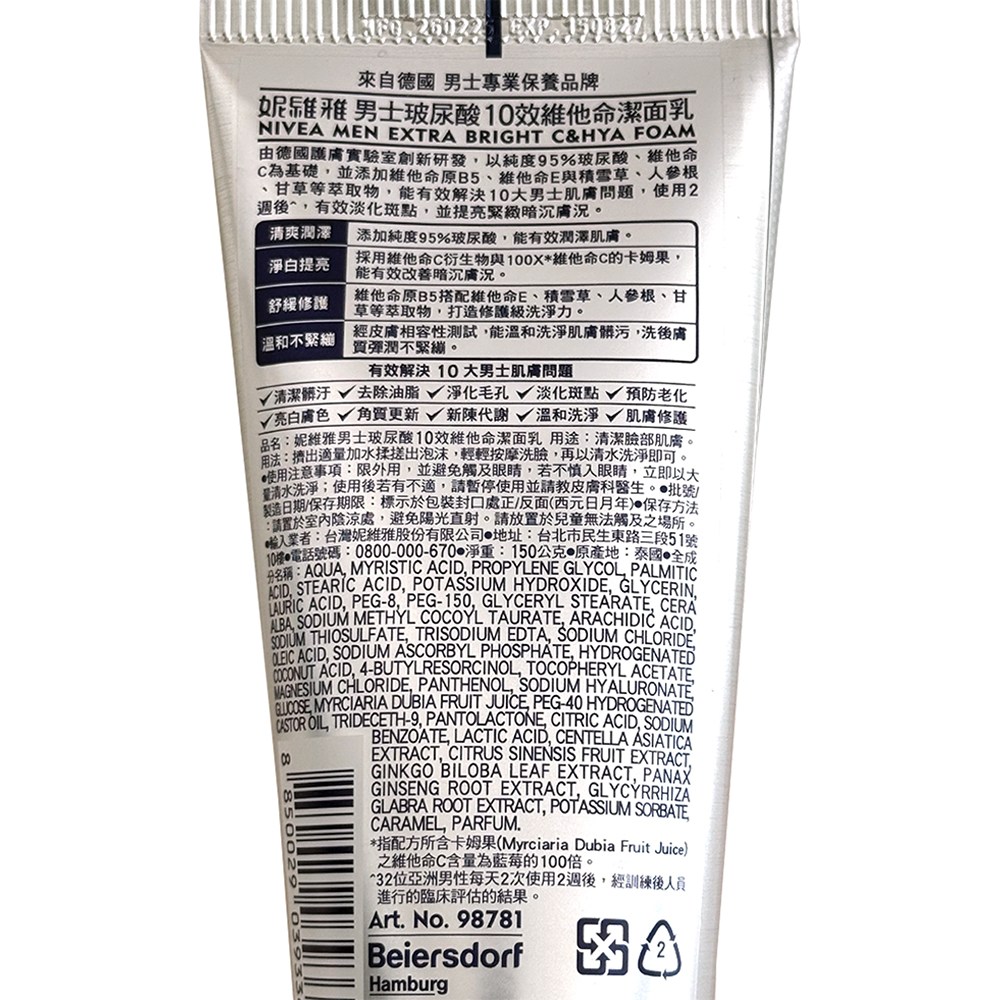 MFG 260225 EXP 150827
來自德國 男士專業保養品牌
妮維雅 男士玻尿酸10效維他命潔面乳
NIVEA MEN EXTRA BRIGHT C&HYA FOAM
由德國護膚實驗室創新研發，以純度95%玻尿酸、維他命
C為基礎，並添加維他命原B5、維他命E與積雪草、人參根
、甘草等萃取物，能有效解決10大男士肌膚問題，使用2
週後^，有效淡化斑點，並提亮緊緻暗沉膚況。
清爽潤澤 添加純度95%玻尿酸，能有效潤澤肌膚。
淨白提亮 採用維他命C衍生物與100X*維他命C的卡姆果，
能有效改善暗沉膚況。
舒緩修護 維他命原B5搭配維他命E、積雪草、人參根、甘
草等萃取物，打造修護級洗淨力。
溫和不緊繃 經皮膚相容性測試，能溫和洗淨肌膚髒污，洗後膚
質彈潤不緊繃。
有效解決 10 大男士肌膚問題
✓清潔髒汙 ✓去除油脂 ✓淨化毛孔 ✓淡化斑點 ✓預防老化
✓亮白膚色 ✓角質更新 ✓新陳代謝 ✓溫和洗淨 ✓肌膚修護
品名：妮維雅男士玻尿酸10效維他命潔面乳 用途：清潔臉部肌膚。
用法：擠出適量加水揉搓出泡沫，輕輕按摩洗臉，再以清水洗淨即可。
●使用注意事項：限外用，並避免觸及眼睛，若不慎入眼睛，立即以大
量清水洗淨；使用後若有不適，請暫停使用並請教皮膚科醫生。●批號/
製造日期/保存期限：標示於包裝封口處正/反面(西元日月年)●保存方法
：請置於室內陰涼處，避免陽光直射。請放置於兒童無法觸及之場所。
●輸入業者：台灣妮維雅股份有限公司●地址：台北市民生東路三段51號
10樓●電話號碼：0800-000-670●淨重：150公克●原產地：泰國●全成
分名稱：AQUA, MYRISTIC ACID, PROPYLENE GLYCOL, PALMITIC
ACID, STEARIC ACID, POTASSIUM HYDROXIDE, GLYCERIN,
LAURIC ACID, PEG-8, PEG-150, GLYCERYL STEARATE, CERA
ALBA, SODIUM METHYL COCOYL TAURATE, ARACHIDIC ACID,
SODIUM THIOSULFATE, TRISODIUM EDTA, SODIUM CHLORIDE,
OLEIC ACID, SODIUM ASCORBYL PHOSPHATE, HYDROGENATED
COCONUT ACID, 4-BUTYLRESORCINOL, TOCOPHERYL ACETATE,
MAGNESIUM CHLORIDE, PANTHENOL, SODIUM HYALURONATE,
GLUCOSE, MYRCIARIA DUBIA FRUIT JUICE, PEG-40 HYDROGENATED
CASTOR OIL, TRIDECETH-9, PANTOLACTONE, CITRIC ACID, SODIUM
BENZOATE, LACTIC ACID, CENTELLA ASIATICA
EXTRACT, CITRUS SINENSIS FRUIT EXTRACT,
GINKGO BILOBA LEAF EXTRACT, PANAX
GINSENG ROOT EXTRACT, GLYCYRRHIZA
GLABRA ROOT EXTRACT, POTASSIUM SORBATE,
CARAMEL, PARFUM.
*指配方所含卡姆果(Myrciaria Dubia Fruit Juice)
之維他命C含量為藍莓的100倍。
^32位亞洲男性每天2次使用2週後，經訓練後人員
進行的臨床評估的結果。
Art. No. 98781
Beiersdorf
Hamburg
2
8 850029 03933